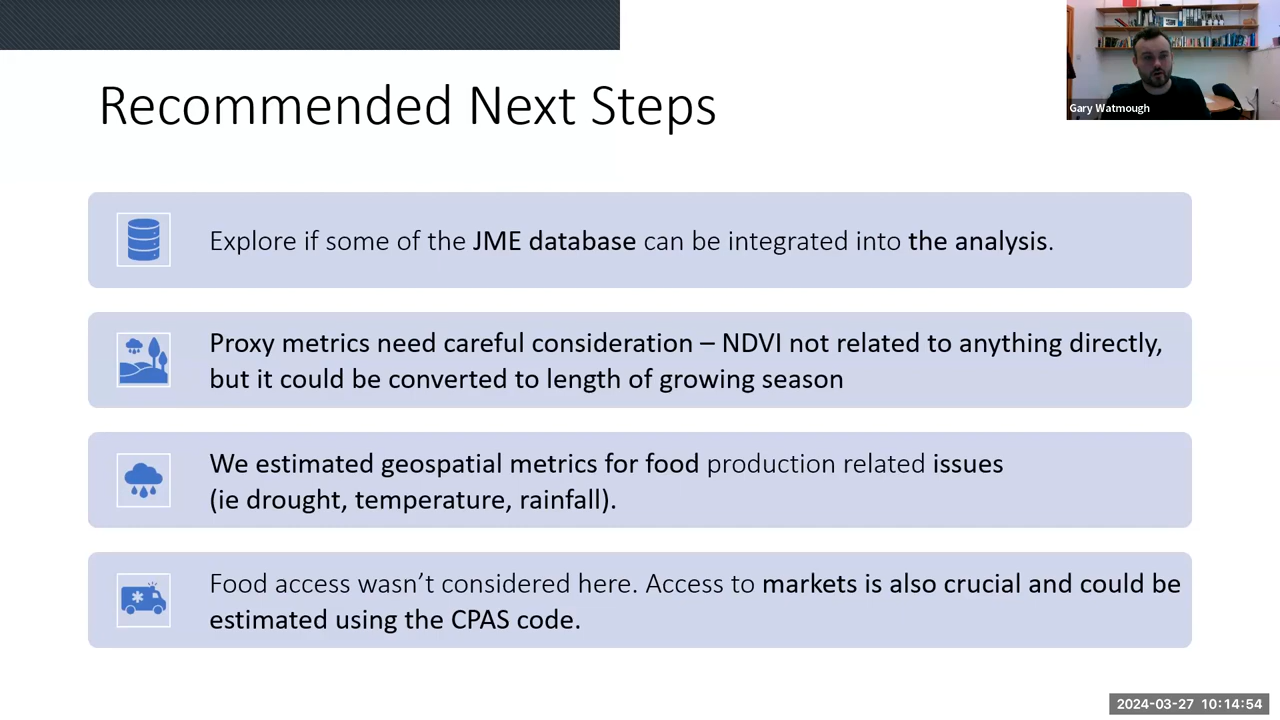 Recommended Next Steps
Gary Watmough
Explore if some of the JME database can be integrated into the analysis.
Proxy metrics need careful consideration – NDVI not related to anything directly,
but it could be converted to length of growing season
We estimated geospatial metrics for food production related issues
(ie drought, temperature, rainfall).
Food access wasn’t considered here. Access to markets is also crucial and could be
estimated using the CPAS code.
2024-03-27 10:14:54